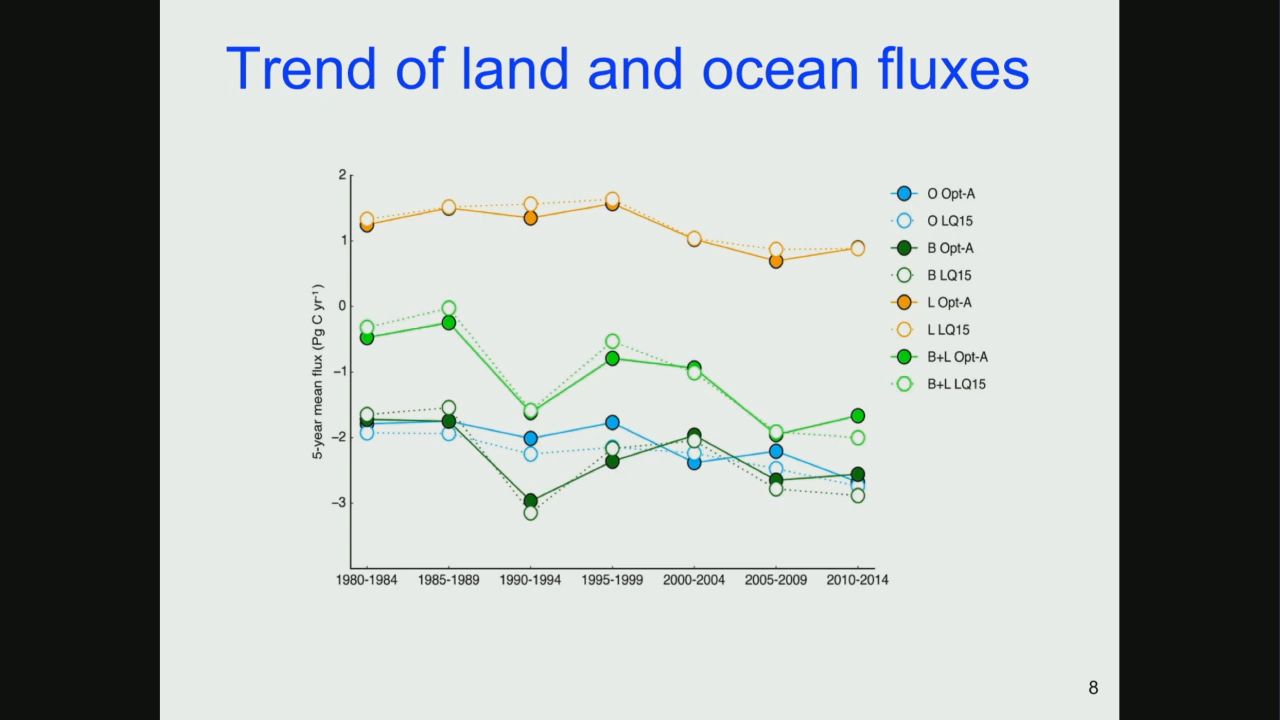 Trend of land and ocean fluxes
5-year mean flux (Pg C yr⁻¹)
2
1
0
−1
−2
−3
1980-1984 1985-1989 1990-1994 1995-1999 2000-2004 2005-2009 2010-2014
O Opt-A
O LQ15
B Opt-A
B LQ15
L Opt-A
L LQ15
B+L Opt-A
B+L LQ15
8